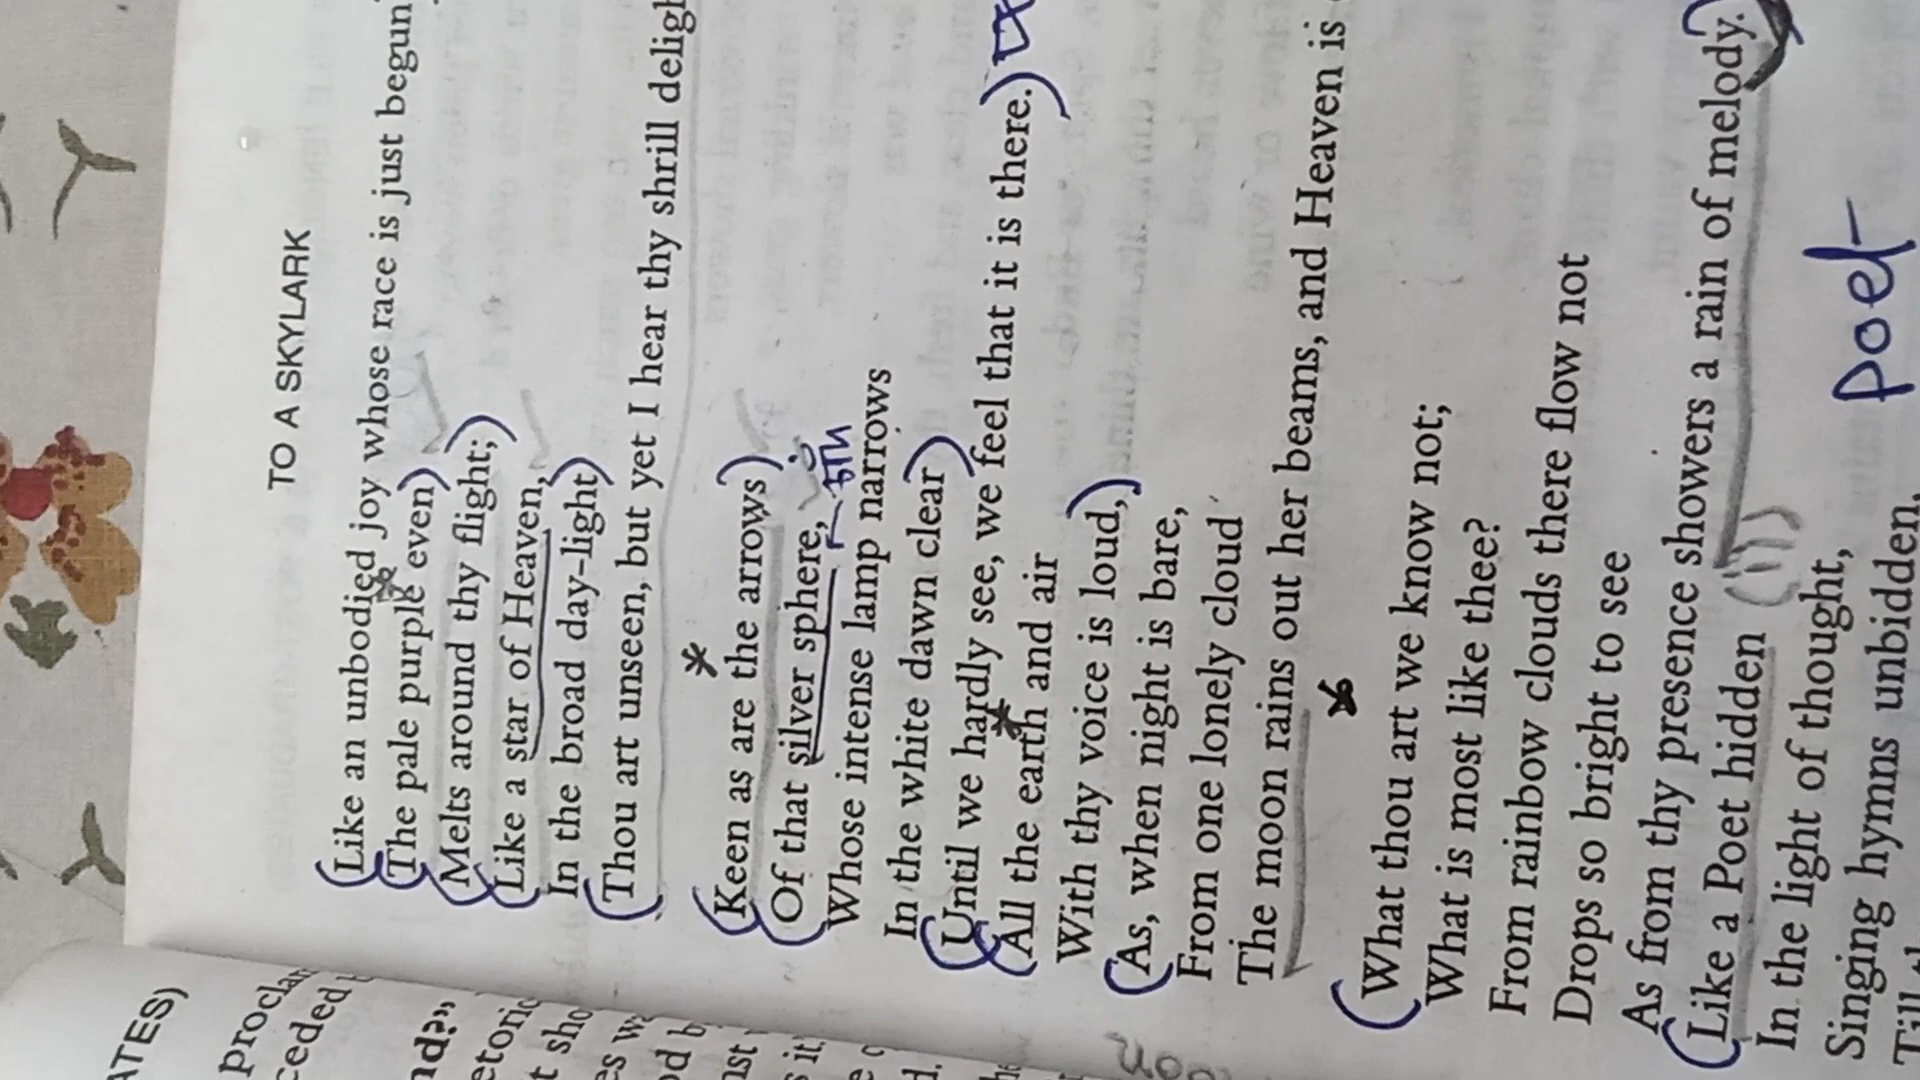 TO A SKYLARK
Like an unbodied joy whose race is just begun
The pale purple even
Melts around thy flight;
Like a star of Heaven,
In the broad day-light
Thou art unseen, but yet I hear thy shrill
Keen as are the arrows
Of that silver sphere,
Whose intense lamp narrows
In the white dawn clear
Until we hardly see, we feel that it is there.
All the earth and air
With thy voice is loud,
As, when night is bare,
From one lonely cloud
The moon rains out her beams, and Heaven is
What thou art we know not;
What is most like thee?
From rainbow clouds there flow not
Drops so bright to see
As from thy presence showers a rain of melody.
Like a Poet hidden
In the light of thought,
Singing hymns unbidden,
poet